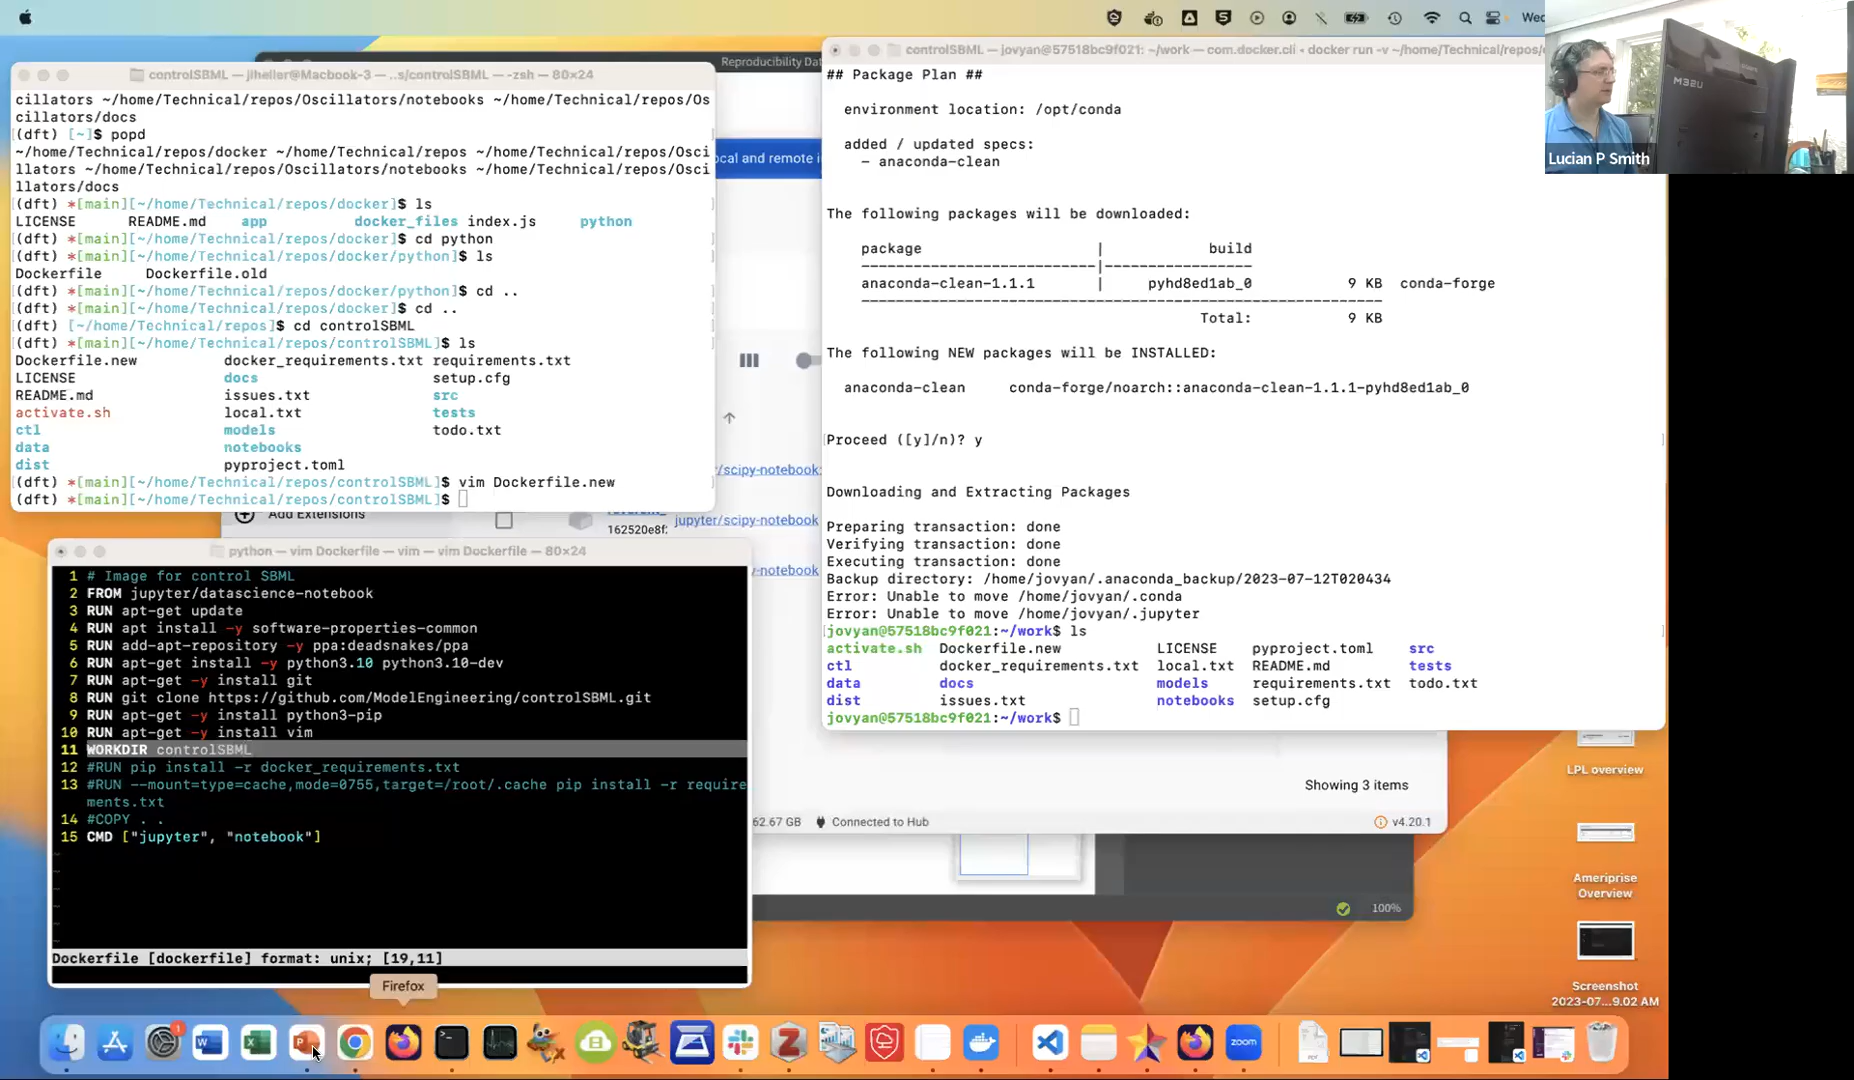 Wed
controlSBML — jiheller@Macbook-3 — ..s/controlSBML — -zsh — 80×24
cillators ~/home/Technical/repos/Oscillators/notebooks ~/home/Technical/repos/Os
cillators/docs
(dft) [~]$ popd
~/home/Technical/repos/docker ~/home/Technical/repos ~/home/Technical/repos/Osci
llators ~/home/Technical/repos/Oscillators/notebooks ~/home/Technical/repos/Osci
llators/docs
(dft) *[main][~/home/Technical/repos/docker]$ ls
LICENSE README.md app docker_files index.js python
(dft) *[main][~/home/Technical/repos/docker]$ cd python
(dft) *[main][~/home/Technical/repos/docker/python]$ ls
Dockerfile Dockerfile.old
(dft) *[main][~/home/Technical/repos/docker/python]$ cd ..
(dft) *[main][~/home/Technical/repos/docker]$ cd ..
(dft) [~/home/Technical/repos]$ cd controlSBML
(dft) *[main][~/home/Technical/repos/controlSBML]$ ls
Dockerfile.new docker_requirements.txt requirements.txt
LICENSE docs setup.cfg
README.md issues.txt src
activate.sh local.txt tests
ctl models todo.txt
data notebooks
dist pyproject.toml
(dft) *[main][~/home/Technical/repos/controlSBML]$ vim Dockerfile.new
(dft) *[main][~/home/Technical/repos/controlSBML]$
Reproducibility Dat
ocal and remote i
/scipy-notebook:
Add Extensions
162520e8f:
jupyter/scipy-notebook
-notebook
python — vim Dockerfile — vim — vim Dockerfile — 80×24
1 # Image for control SBML
2 FROM jupyter/datascience-notebook
3 RUN apt-get update
4 RUN apt install -y software-properties-common
5 RUN add-apt-repository -y ppa:deadsnakes/ppa
6 RUN apt-get install -y python3.10 python3.10-dev
7 RUN apt-get -y install git
8 RUN git clone https://github.com/ModelEngineering/controlSBML.git
9 RUN apt-get -y install python3-pip
10 RUN apt-get -y install vim
11 WORKDIR controlSBML
12 #RUN pip install -r docker_requirements.txt
13 #RUN --mount=type=cache,mode=0755,target=/root/.cache pip install -r require
ments.txt
14 #COPY . .
15 CMD ["jupyter", "notebook"]
Dockerfile [dockerfile] format: unix; [19,11]
Firefox
controlSBML — jovyan@57518bc9f021: ~/work — com.docker.cli ◂ docker run -v ~/home/Technical/repos/
## Package Plan ##
environment location: /opt/conda
added / updated specs:
- anaconda-clean
The following packages will be downloaded:
package | build
---------------------------|-----------------
anaconda-clean-1.1.1 | pyhd8ed1ab_0 9 KB conda-forge
------------------------------------------------------------
Total: 9 KB
The following NEW packages will be INSTALLED:
anaconda-clean conda-forge/noarch::anaconda-clean-1.1.1-pyhd8ed1ab_0
Proceed ([y]/n)? y
Downloading and Extracting Packages
Preparing transaction: done
Verifying transaction: done
Executing transaction: done
Backup directory: /home/jovyan/.anaconda_backup/2023-07-12T020434
Error: Unable to move /home/jovyan/.conda
Error: Unable to move /home/jovyan/.jupyter
jovyan@57518bc9f021:~/work$ ls
activate.sh Dockerfile.new LICENSE pyproject.toml src
ctl docker_requirements.txt local.txt README.md tests
data docs models requirements.txt todo.txt
dist issues.txt notebooks setup.cfg
jovyan@57518bc9f021:~/work$
Showing 3 items
62.67 GB Connected to Hub v4.20.1
100%
M32U
Lucian P Smith
LPL overview
Ameriprise
Overview
Screenshot
2023-07...9.02 AM
zoom